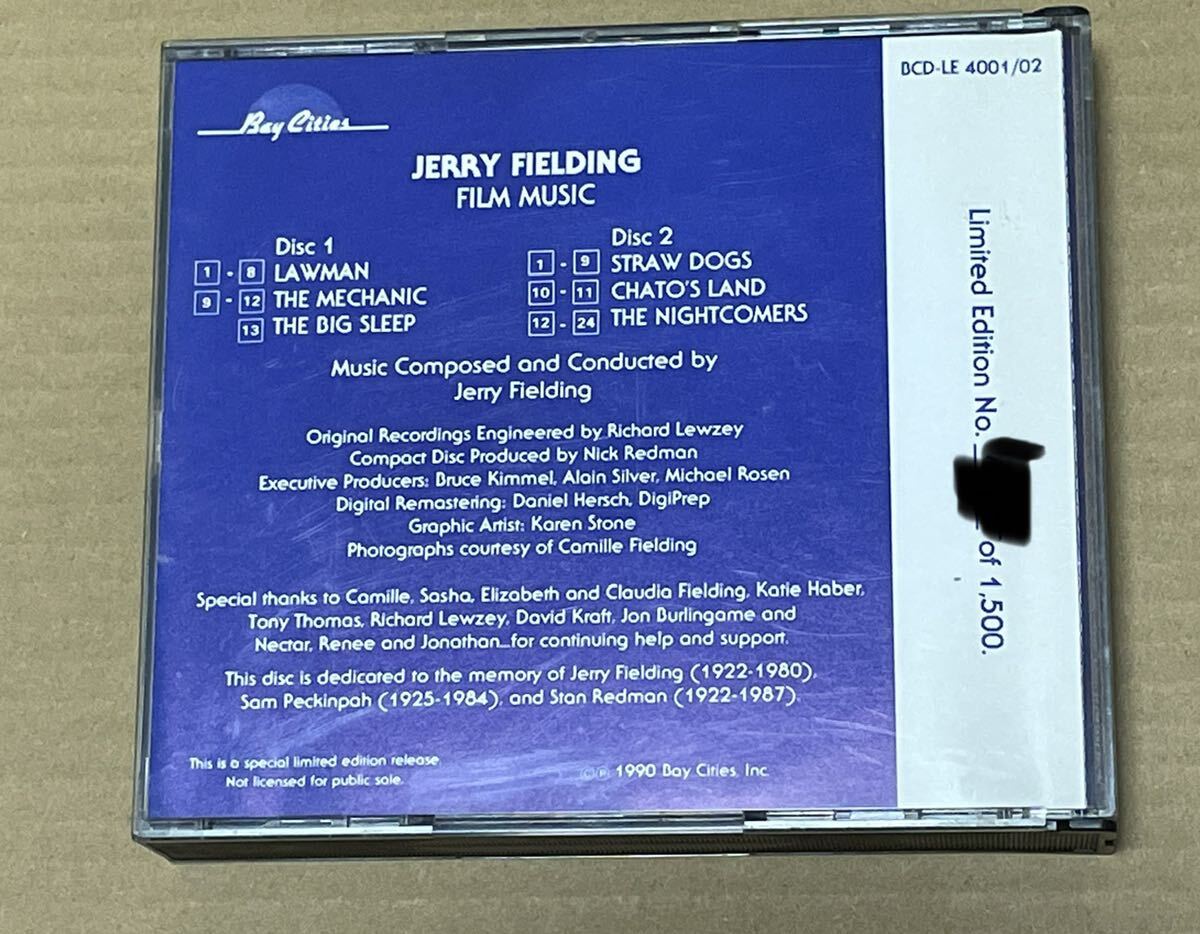 Bay Cities
JERRY FIELDING
FILM MUSIC
Disc 1
1 - 8 LAWMAN
9 - 12 THE MECHANIC
13 THE BIG SLEEP
Disc 2
1 - 9 STRAW DOGS
10 - 11 CHATO'S LAND
12 - 24 THE NIGHTCOMERS
Music Composed and Conducted by
Jerry Fielding
Original Recordings Engineered by Richard Lewzey
Compact Disc Produced by Nick Redman
Executive Producers: Bruce Kimmel, Alain Silver, Michael Rosen
Digital Remastering: Daniel Hersch, DigiPrep
Graphic Artist: Karen Stone
Photographs courtesy of Camille Fielding
Special thanks to Camille, Sasha, Elizabeth and Claudia Fielding, Katie Haber,
Tony Thomas, Richard Lewzey, David Kraft, Jon Burlingame and
Nectar, Renee and Jonathan...for continuing help and support.
This disc is dedicated to the memory of Jerry Fielding (1922-1980),
Sam Peckinpah (1925-1984), and Stan Redman (1922-1987).
This is a special limited edition release
Not licensed for public sale.
©℗ 1990 Bay Cities, Inc.
BCD-LE 4001/02
Limited Edition No. of 1,500.